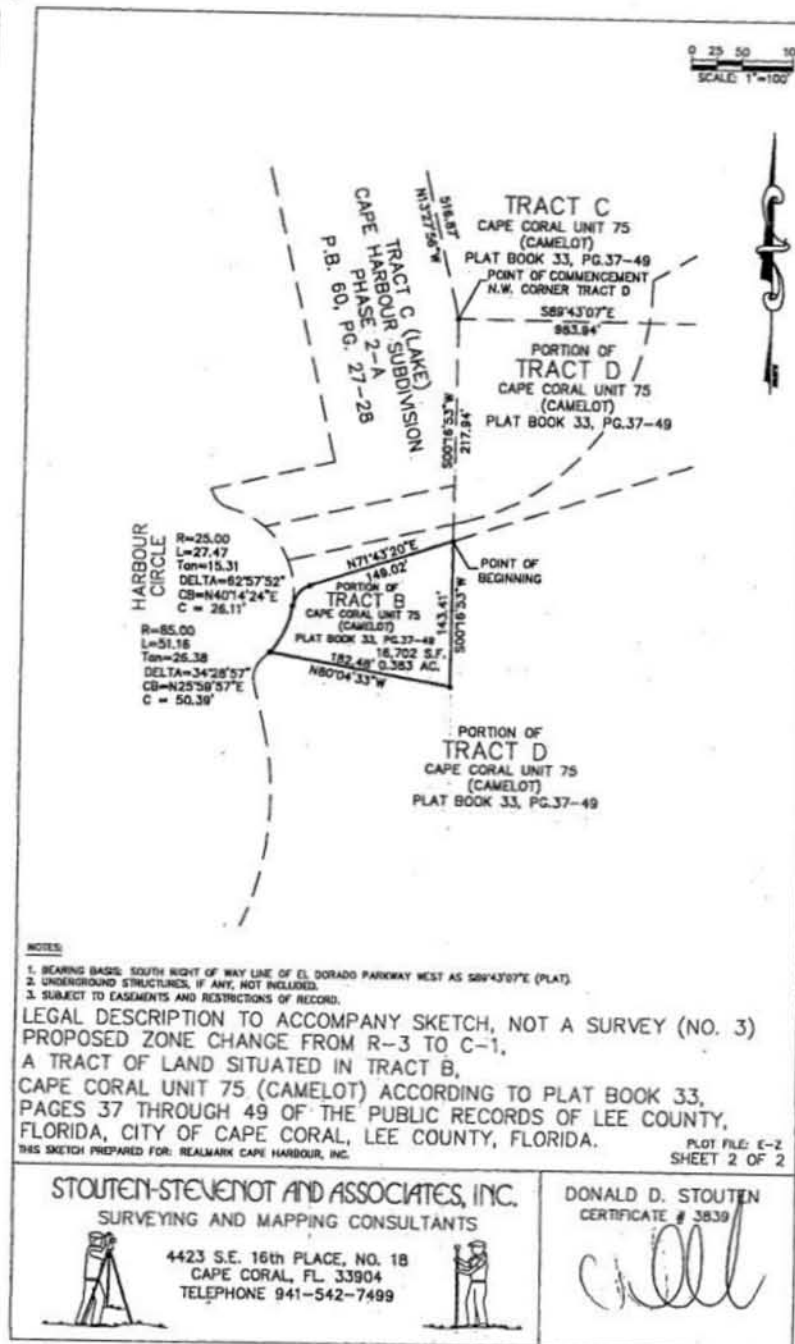 0 25 50 10
SCALE: 1"=100'
516.87'
N13°27'56"W
TRACT C
CAPE CORAL UNIT 75
(CAMELOT)
PLAT BOOK 33, PG.37-49
POINT OF COMMENCEMENT
N.W. CORNER TRACT D
TRACT C (LAKE)
CAPE HARBOUR SUBDIVISION
PHASE 2-A
P.B. 60, PG. 27-28
S89°43'07"E
983.94'
PORTION OF
TRACT D
CAPE CORAL UNIT 75
(CAMELOT)
PLAT BOOK 33, PG.37-49
S00°16'53"W
217.94'
HARBOUR
CIRCLE
R=25.00
L=27.47
Tan=15.31
DELTA=62°57'52"
CB=N40°14'24"E
C = 26.11'
N71°43'20"E
149.02'
POINT OF
BEGINNING
PORTION OF
TRACT B
CAPE CORAL UNIT 75
(CAMELOT)
PLAT BOOK 33, PG.37-49
16,702 S.F.
0.383 AC.
143.41'
S00°16'53"W
182.48'
N80°04'33"W
R=85.00
L=51.16
Tan=26.38
DELTA=34°28'57"
CB=N25°59'57"E
C = 50.39'
PORTION OF
TRACT D
CAPE CORAL UNIT 75
(CAMELOT)
PLAT BOOK 33, PG.37-49
NOTES:
1. BEARING BASIS: SOUTH RIGHT OF WAY LINE OF EL DORADO PARKWAY WEST AS S89°43'07"E (PLAT).
2. UNDERGROUND STRUCTURES, IF ANY, NOT INCLUDED.
3. SUBJECT TO EASEMENTS AND RESTRICTIONS OF RECORD.
LEGAL DESCRIPTION TO ACCOMPANY SKETCH, NOT A SURVEY (NO. 3)
PROPOSED ZONE CHANGE FROM R-3 TO C-1,
A TRACT OF LAND SITUATED IN TRACT B,
CAPE CORAL UNIT 75 (CAMELOT) ACCORDING TO PLAT BOOK 33,
PAGES 37 THROUGH 49 OF THE PUBLIC RECORDS OF LEE COUNTY,
FLORIDA, CITY OF CAPE CORAL, LEE COUNTY, FLORIDA.
THIS SKETCH PREPARED FOR: REALMARK CAPE HARBOUR, INC.
PLOT FILE: E-2
SHEET 2 OF 2
STOUTEN-STEVENOT AND ASSOCIATES, INC.
SURVEYING AND MAPPING CONSULTANTS
4423 S.E. 16th PLACE, NO. 18
CAPE CORAL, FL 33904
TELEPHONE 941-542-7499
DONALD D. STOUTEN
CERTIFICATE # 3839